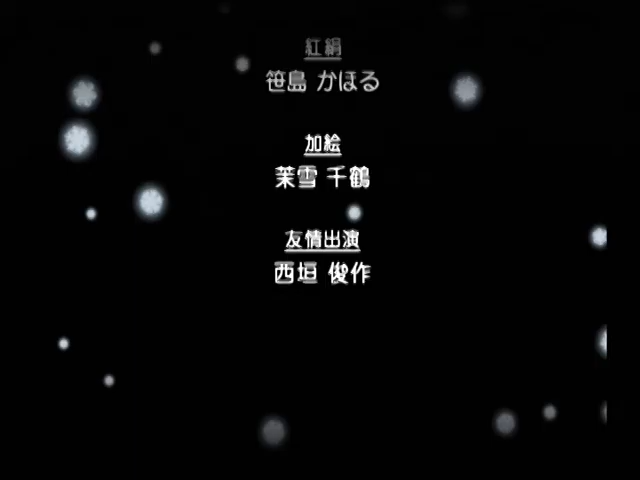 紅絹
笹島 かほる
加絵
茉雪 千鶴
友情出演
西垣 俊作